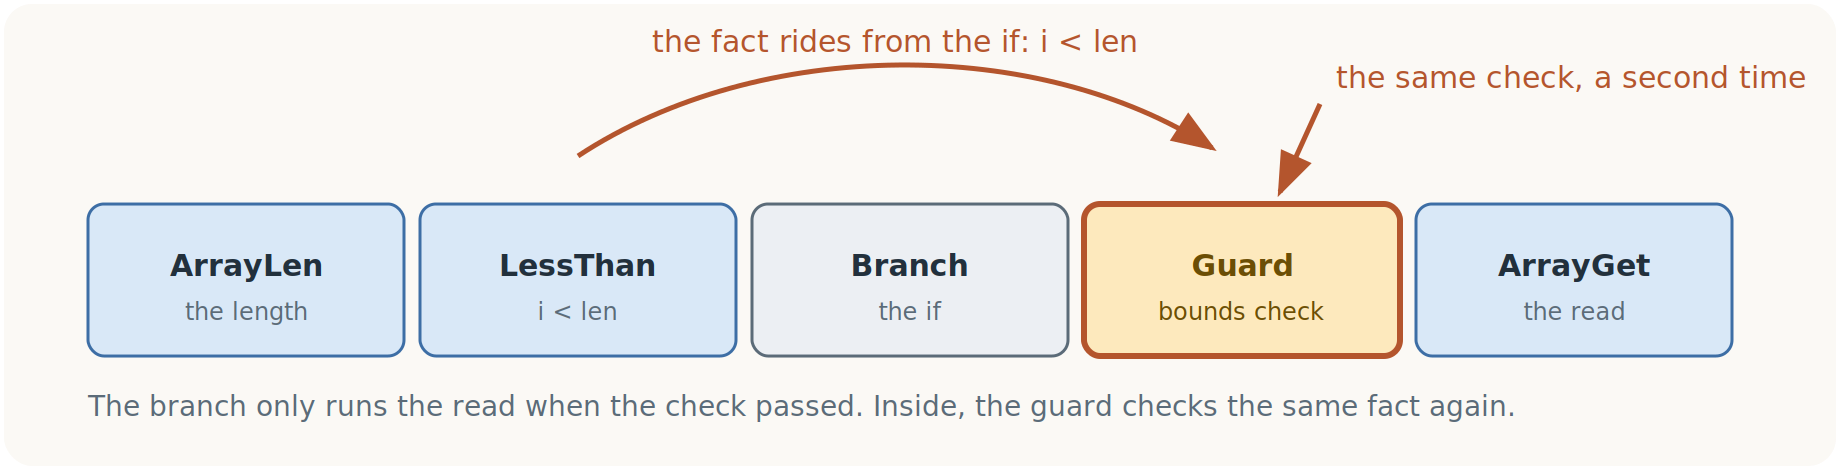 the fact rides from the if: i < len
the same check, a second time
ArrayLen
the length
LessThan
i < len
Branch
the if
Guard
bounds check
ArrayGet
the read
The branch only runs the read when the check passed. Inside, the guard checks the same fact again.